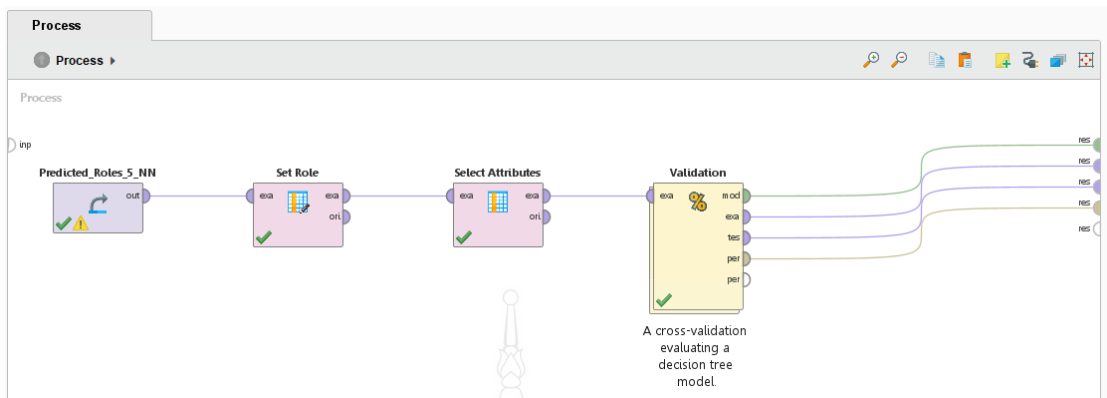 Process
Process
Process
inp
res
res
res
res
res
Predicted_Roles_5_NN
out
Set Role
exa
exa
ori
Select Attributes
exa
exa
ori
Validation
exa
%
mod
exa
tes
per
per
A cross-validation
evaluating a
decision tree
model.